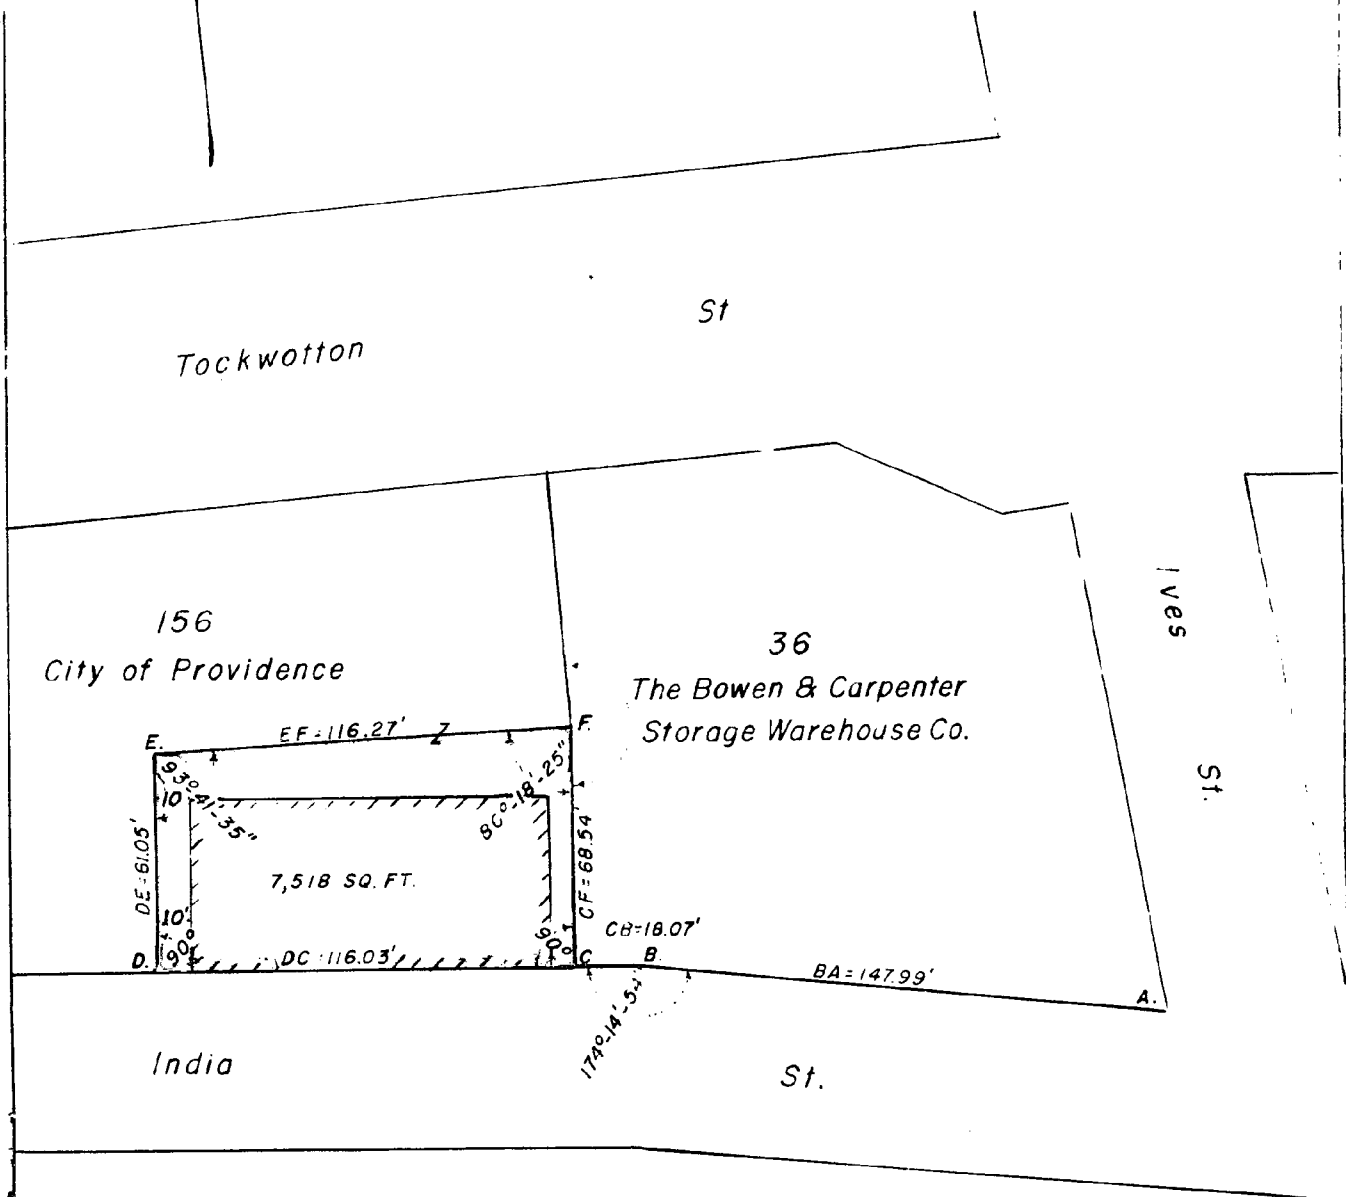 St
Tockwotton
Ives
St.
156
City of Providence
36
The Bowen & Carpenter
Storage Warehouse Co.
E.
EF=116.27'
Z
F.
93°-41'-35"
8C°-18'-25"
10
DE=61.05'
7,518 SQ. FT.
CF=68.54'
10'
90°
90°
D.
DC=116.03'
C
CB=18.07'
B.
BA=147.99'
A.
174°-14'-54"
India
St.